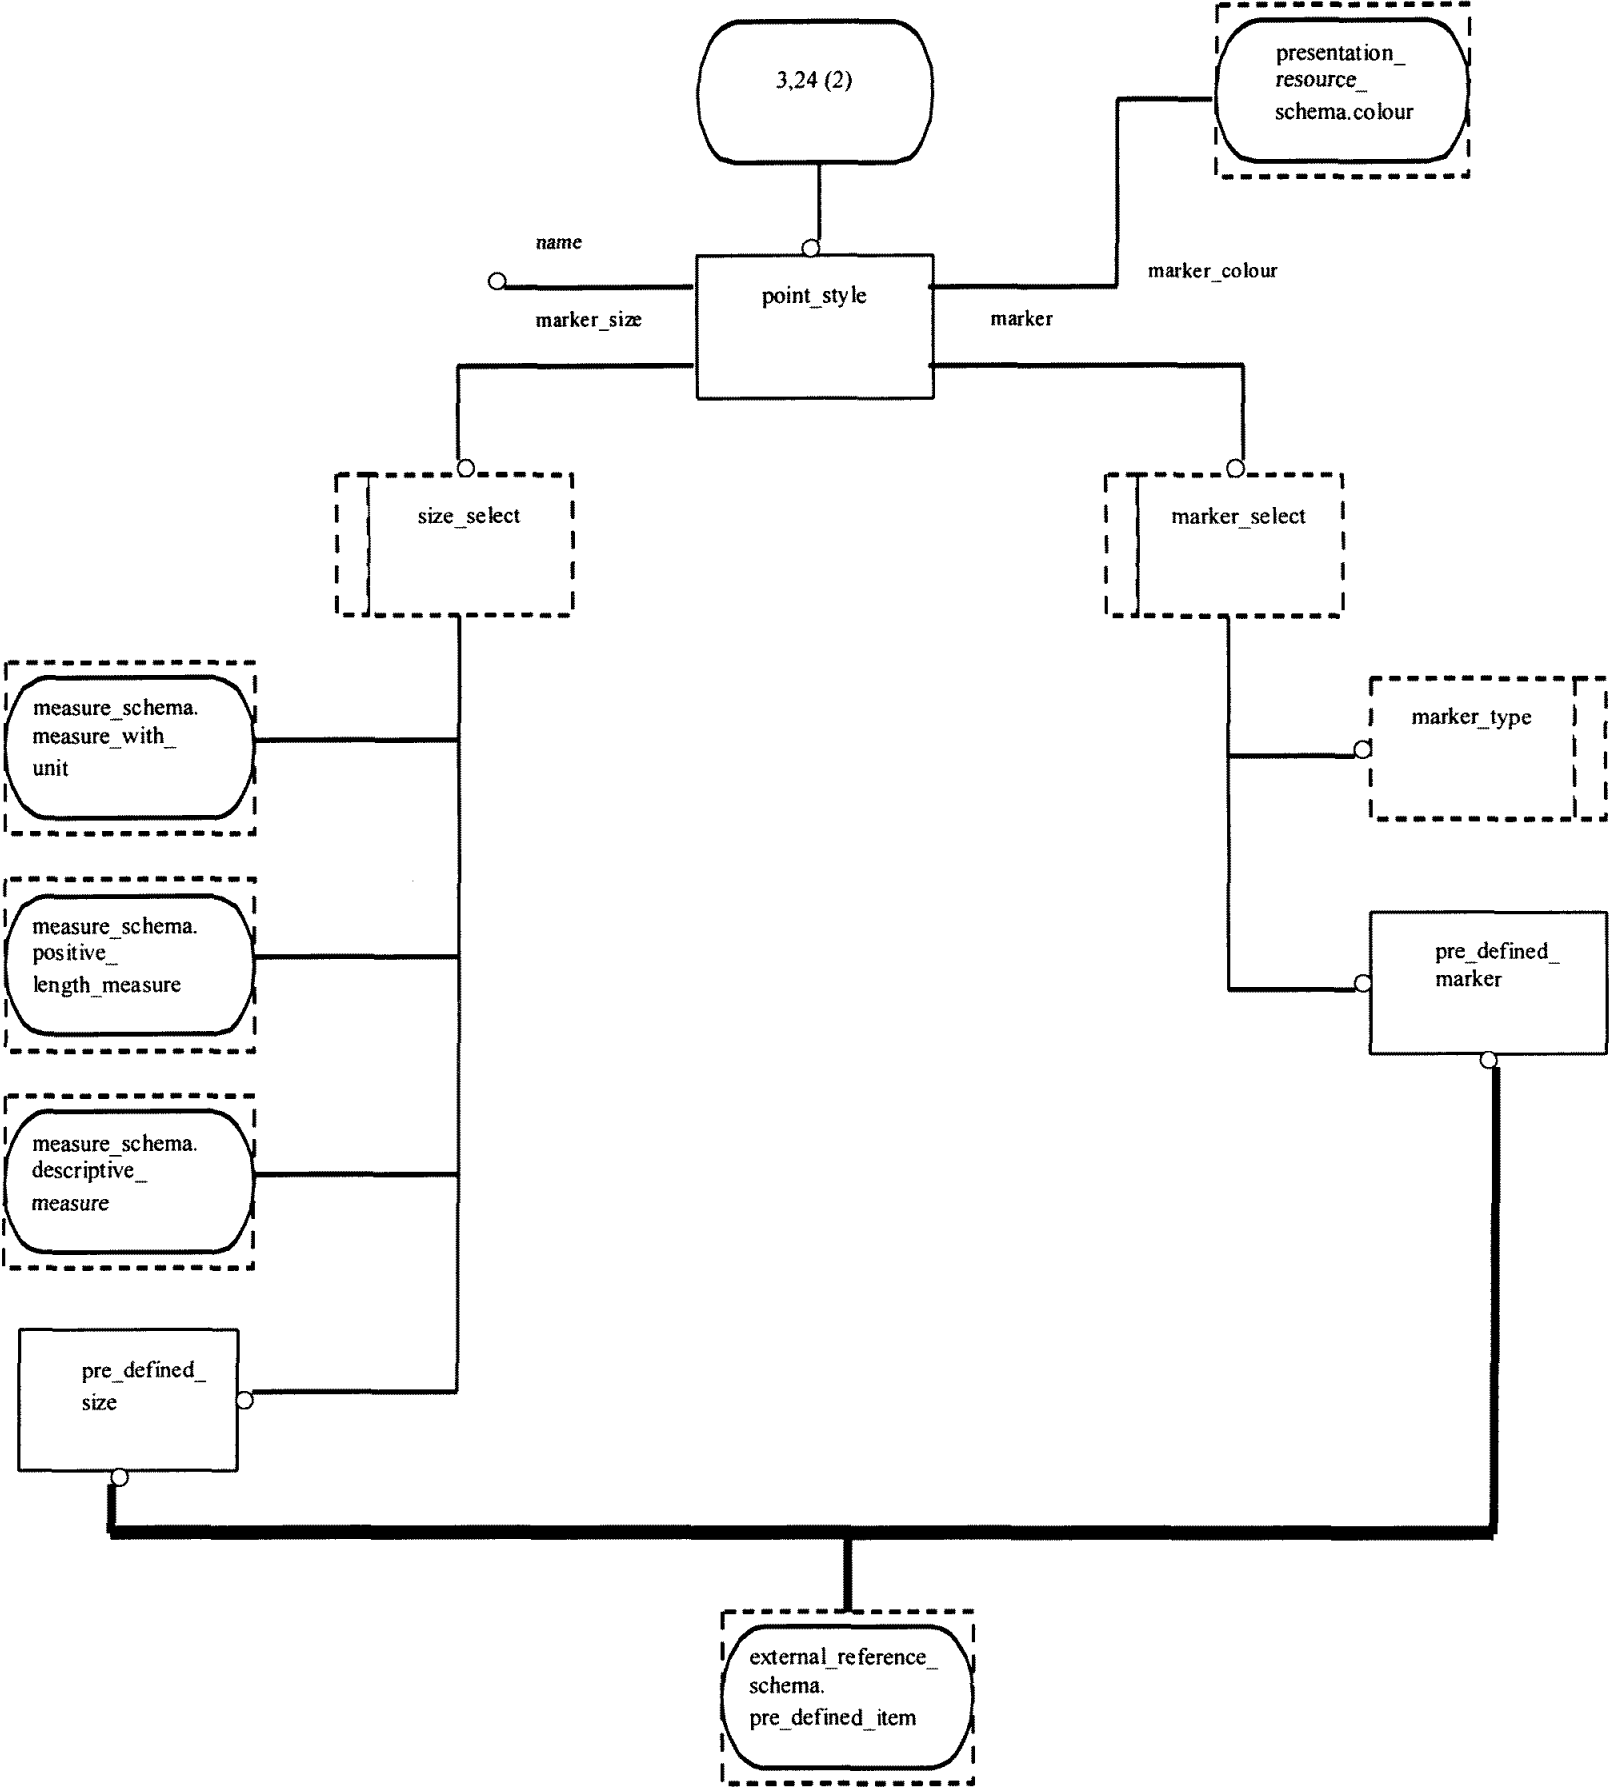 3,24 (2)
presentation_
resource_
schema.colour
name
marker_colour
point_style
marker_size
marker
size_select
marker_select
measure_schema.
measure_with_
unit
marker_type
measure_schema.
positive_
length_measure
pre_defined_
marker
measure_schema.
descriptive_
measure
pre_defined_
size
external_reference_
schema.
pre_defined_item